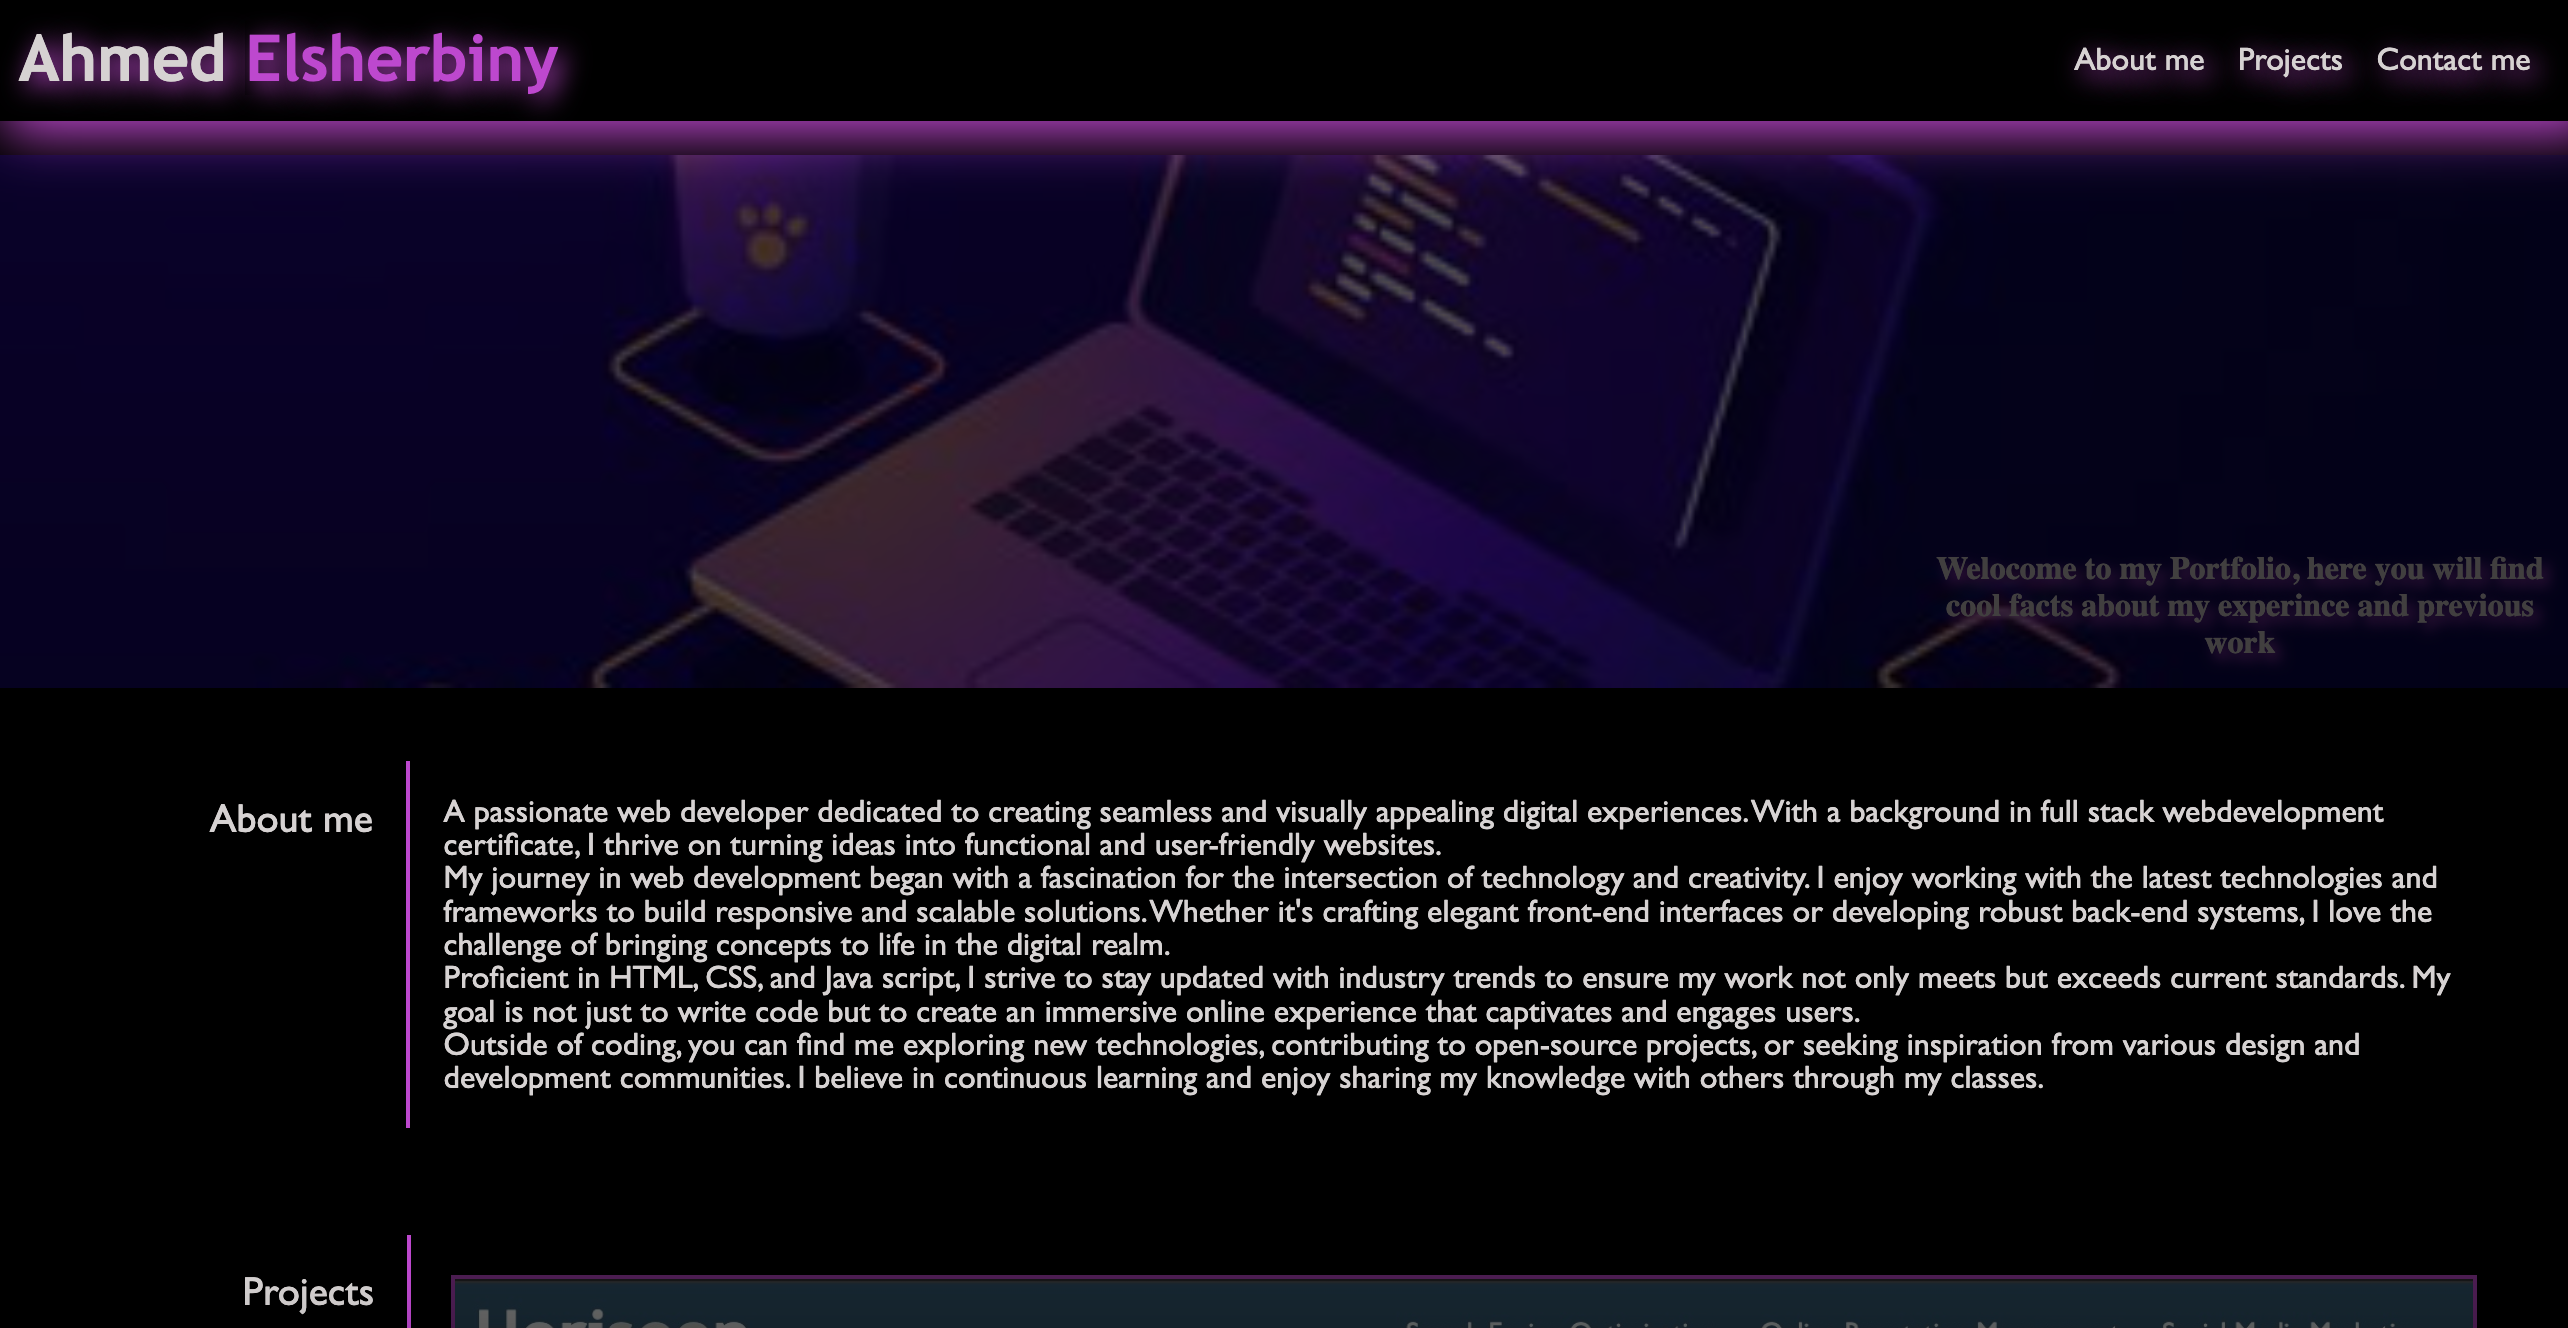 Ahmed Elsherbiny
About me Projects Contact me
Welocome to my Portfolio, here you will find
cool facts about my experince and previous
work
About me
A passionate web developer dedicated to creating seamless and visually appealing digital experiences. With a background in full stack webdevelopment
certificate, I thrive on turning ideas into functional and user-friendly websites.
My journey in web development began with a fascination for the intersection of technology and creativity. I enjoy working with the latest technologies and
frameworks to build responsive and scalable solutions. Whether it's crafting elegant front-end interfaces or developing robust back-end systems, I love the
challenge of bringing concepts to life in the digital realm.
Proficient in HTML, CSS, and Java script, I strive to stay updated with industry trends to ensure my work not only meets but exceeds current standards. My
goal is not just to write code but to create an immersive online experience that captivates and engages users.
Outside of coding, you can find me exploring new technologies, contributing to open-source projects, or seeking inspiration from various design and
development communities. I believe in continuous learning and enjoy sharing my knowledge with others through my classes.
Projects